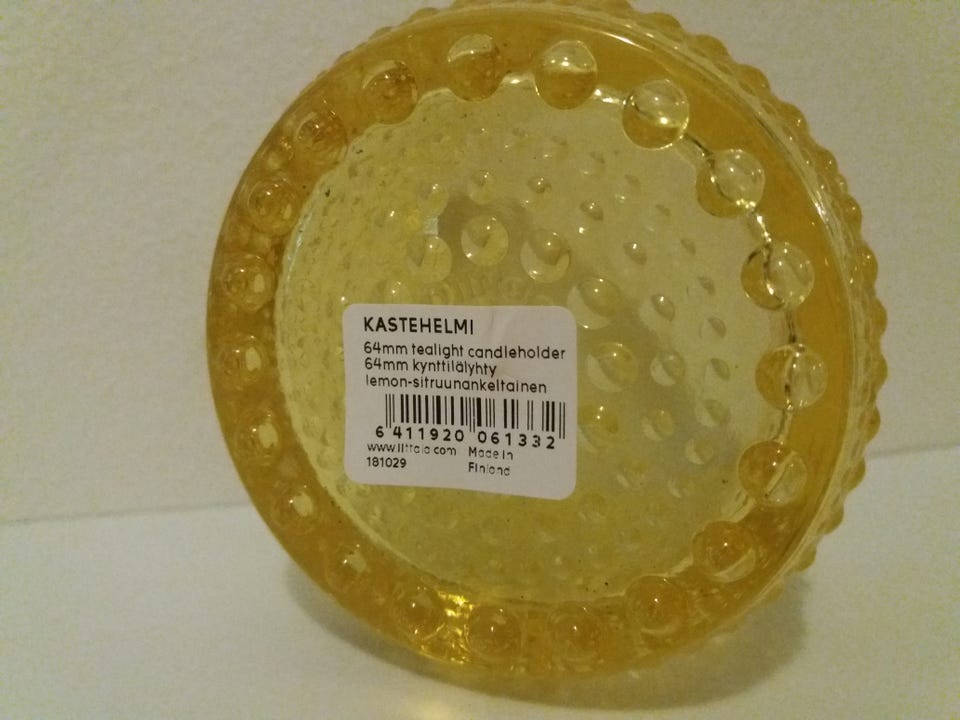 KASTEHELMI
64mm tealight candleholder
64mm kynttilälyhty
lemon-sitruunankeltainen
6 411920 061332
www.iittala.com Made in
181029 Finland